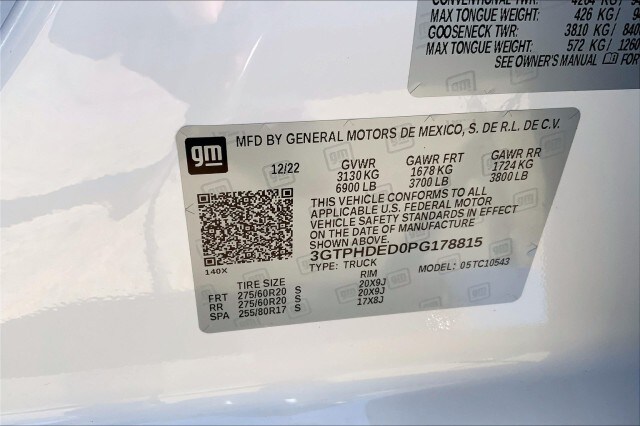 CONVENTIONAL TWR: 4264 KG/
MAX TONGUE WEIGHT: 426 KG/
GOOSENECK TWR: 3810 KG/ 840
MAX TONGUE WEIGHT: 572 KG/ 1260
SEE OWNER'S MANUAL FOR
gm
MFD BY GENERAL MOTORS DE MEXICO, S. DE R.L. DE C.V.
12/22 GVWR GAWR FRT GAWR RR
3130 KG 1678 KG 1724 KG
6900 LB 3700 LB 3800 LB
THIS VEHICLE CONFORMS TO ALL
APPLICABLE U.S. FEDERAL MOTOR
VEHICLE SAFETY STANDARDS IN EFFECT
ON THE DATE OF MANUFACTURE
SHOWN ABOVE.
3GTPHDED0PG178815
140X TYPE: TRUCK MODEL: 05TC10543
TIRE SIZE RIM
FRT 275/60R20 S 20X9J
RR 275/60R20 S 20X9J
SPA 255/80R17 S 17X8J